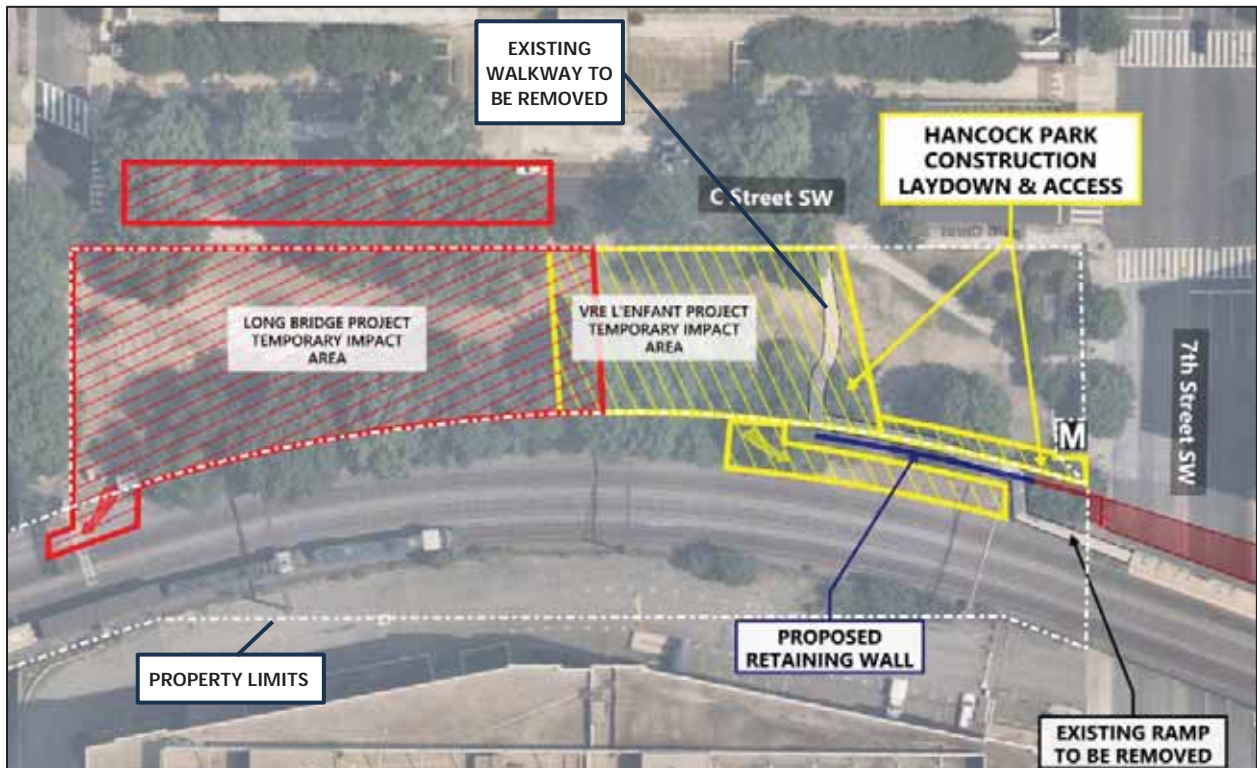 EXISTING
WALKWAY TO
BE REMOVED
HANCOCK PARK
CONSTRUCTION
LAYDOWN & ACCESS
C Street SW
LONG BRIDGE PROJECT
TEMPORARY IMPACT
AREA
VRE L'ENFANT PROJECT
TEMPORARY IMPACT
AREA
7th Street SW
M
PROPERTY LIMITS
PROPOSED
RETAINING WALL
EXISTING RAMP
TO BE REMOVED